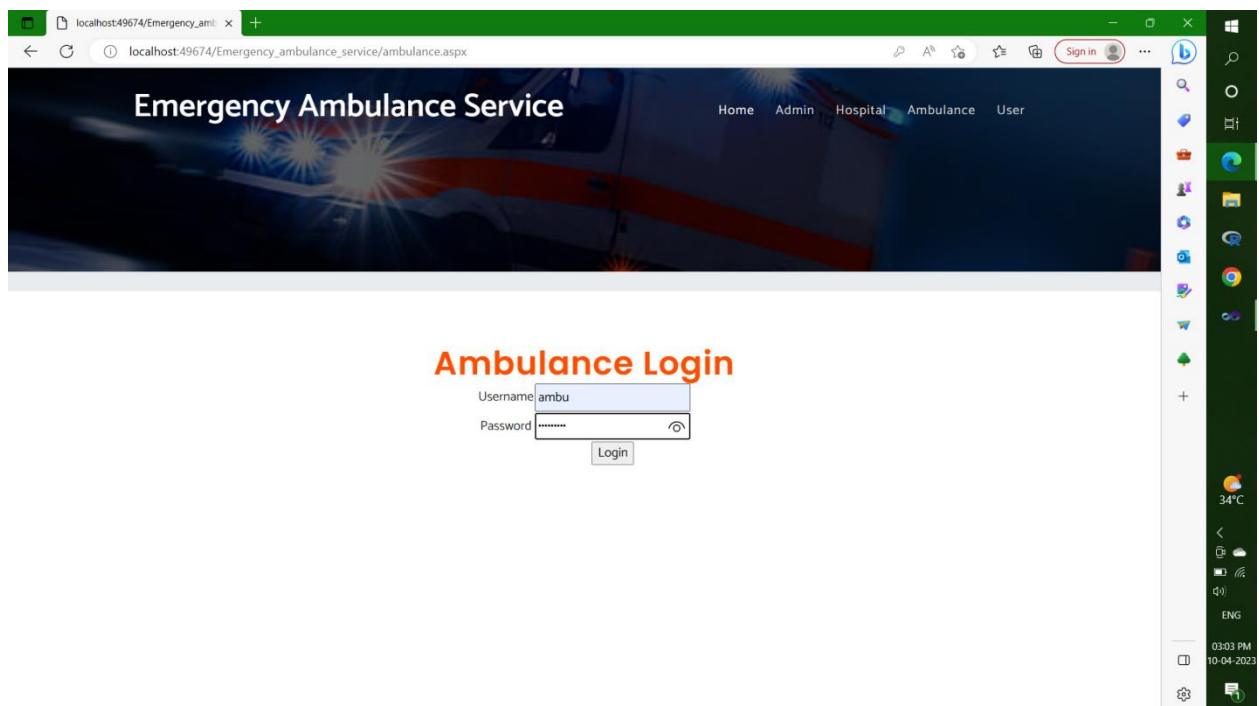 localhost:49674/Emergency_amb
localhost:49674/Emergency_ambulance_service/ambulance.aspx
Sign in
Emergency Ambulance Service
Home Admin Hospital Ambulance User
Ambulance Login
Username ambu
Password •••••••••
Login
34°C
ENG
03:03 PM
10-04-2023
1